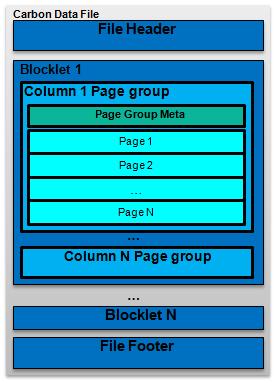 Carbon Data File
File Header
Blocklet 1
Column 1 Page group
Page Group Meta
Page 1
Page 2
...
Page N
...
Column N Page group
...
Blocklet N
File Footer